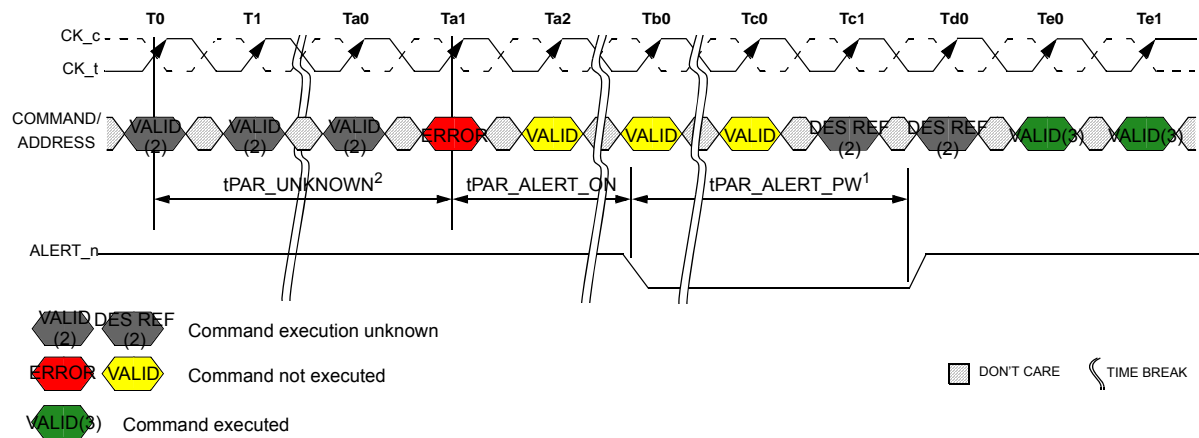 T0 T1 Ta0 Ta1 Ta2 Tb0 Tc0 Tc1 Td0 Te0 Te1
CK_c
CK_t
COMMAND/
ADDRESS
VALID (2) VALID (2) VALID (2) ERROR VALID VALID VALID DES REF (2) DES REF (2) VALID(3) VALID(3)
tPAR_UNKNOWN² tPAR_ALERT_ON tPAR_ALERT_PW¹
ALERT_n
VALID (2) DES REF (2) Command execution unknown
ERROR VALID Command not executed
DON'T CARE TIME BREAK
VALID(3) Command executed